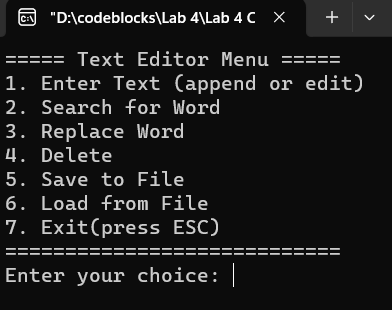 "D:\codeblocks\Lab 4\Lab 4 C
===== Text Editor Menu =====
1. Enter Text (append or edit)
2. Search for Word
3. Replace Word
4. Delete
5. Save to File
6. Load from File
7. Exit(press ESC)
============================
Enter your choice: